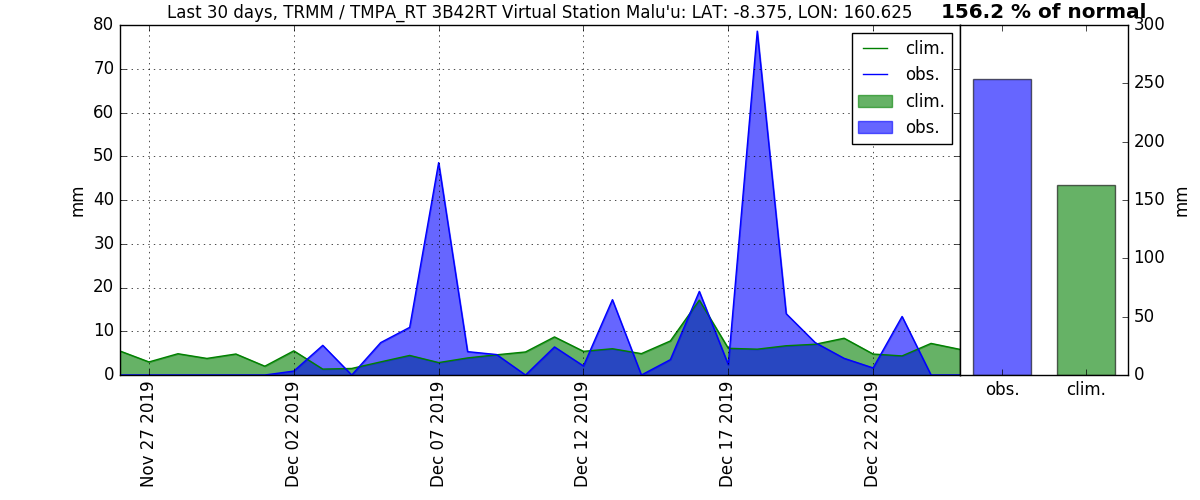 Last 30 days, TRMM / TMPA_RT 3B42RT Virtual Station Malu'u: LAT: -8.375, LON: 160.625
156.2 % of normal
80
70
60
50
40
30
20
10
0
mm
clim.
obs.
clim.
obs.
300
250
200
150
100
50
0
mm
obs.
clim.
Nov 27 2019
Dec 02 2019
Dec 07 2019
Dec 12 2019
Dec 17 2019
Dec 22 2019